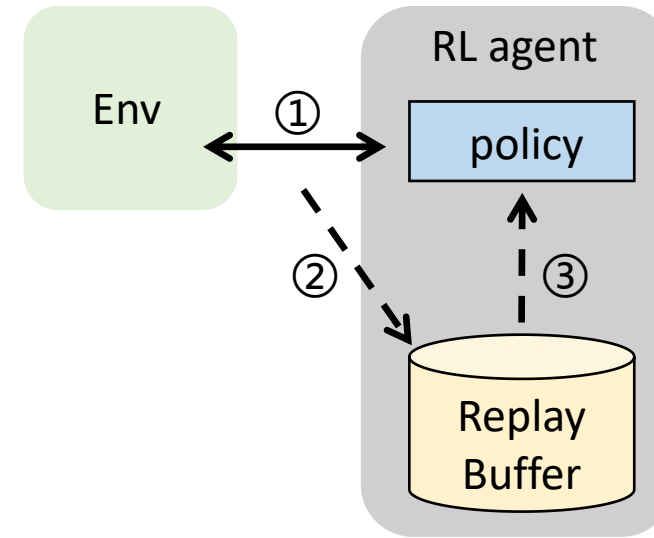 RL agent
Env
①
policy
②
③
Replay
Buffer